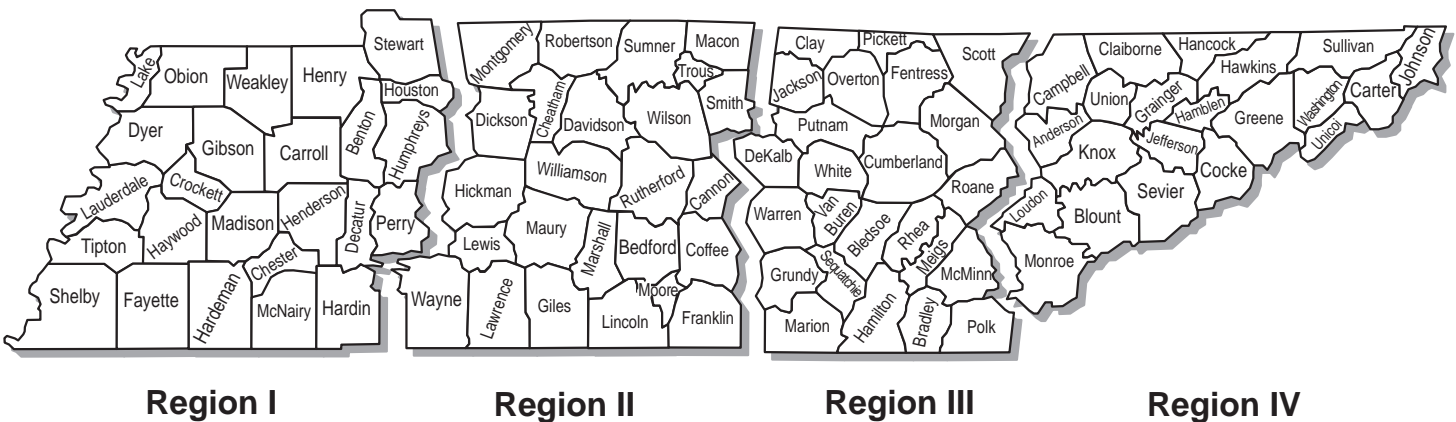 Lake
Obion
Weakley
Henry
Stewart
Houston
Dyer
Gibson
Carroll
Benton
Humphreys
Lauderdale
Crockett
Haywood
Madison
Henderson
Decatur
Perry
Tipton
Chester
Shelby
Fayette
Hardeman
McNairy
Hardin
Region I
Montgomery
Robertson
Sumner
Macon
Trous
Smith
Dickson
Cheatham
Davidson
Wilson
Hickman
Williamson
Rutherford
Cannon
Lewis
Maury
Marshall
Bedford
Coffee
Moore
Wayne
Lawrence
Giles
Lincoln
Franklin
Region II
Clay
Pickett
Scott
Jackson
Overton
Fentress
Putnam
Morgan
DeKalb
White
Cumberland
Roane
Warren
Van
Buren
Bledsoe
Rhea
Meigs
McMinn
Grundy
Sequatchie
Marion
Hamilton
Bradley
Polk
Region III
Campbell
Claiborne
Hancock
Hawkins
Sullivan
Johnson
Carter
Washington
Unicoi
Greene
Union
Grainger
Hamblen
Anderson
Knox
Jefferson
Cocke
Sevier
Loudon
Blount
Monroe
Region IV